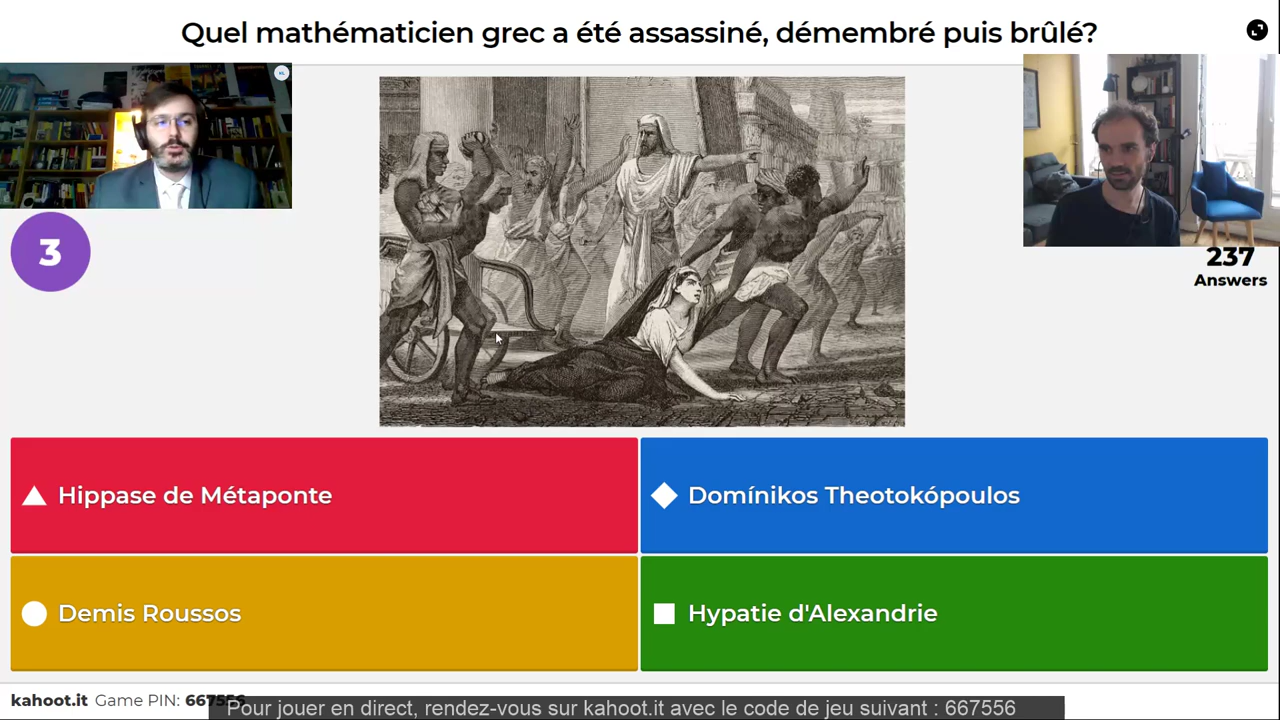 Quel mathématicien grec a été assassiné, démembré puis brûlé?
3
237
Answers
Hippase de Métaponte
Domínikos Theotokópoulos
Demis Roussos
Hypatie d'Alexandrie
kahoot.it Game PIN: 667556
Pour jouer en direct, rendez-vous sur kahoot.it avec le code de jeu suivant : 667556